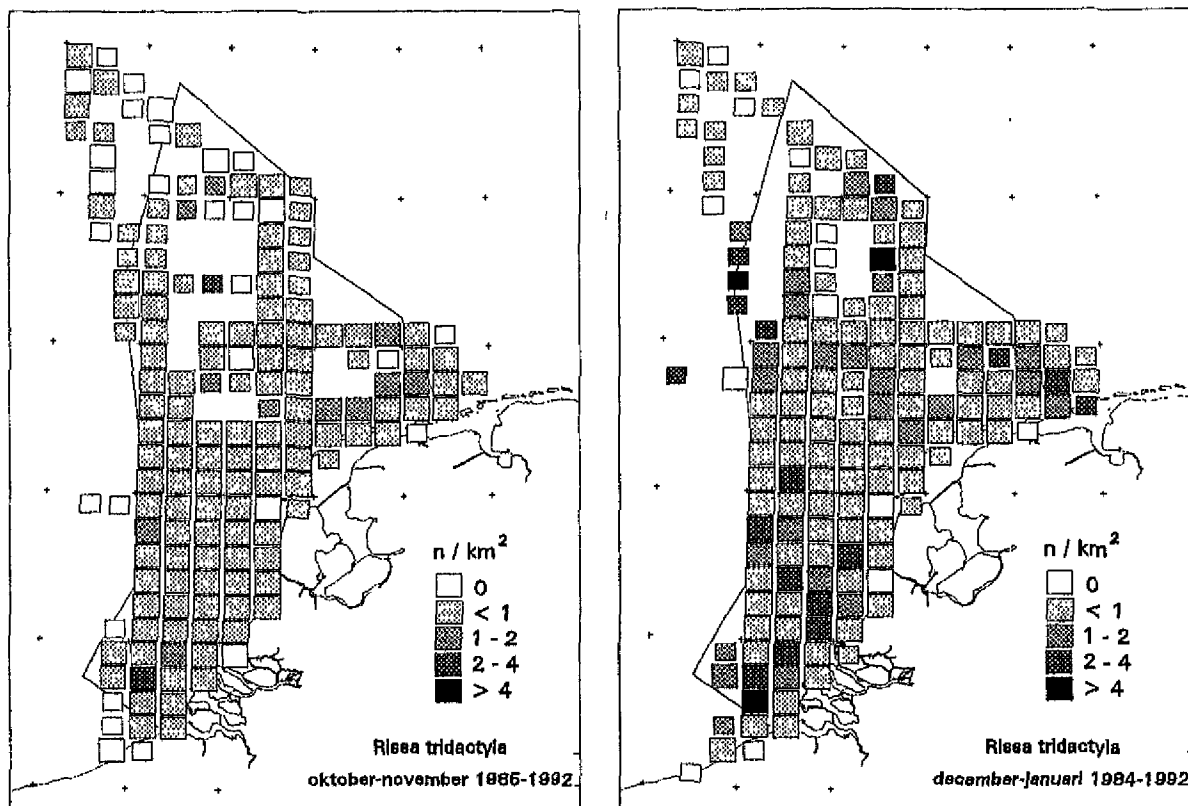 n / km²
0
< 1
1 - 2
2 - 4
> 4
Rissa tridactyla
oktober-november 1985-1992
n / km²
0
< 1
1 - 2
2 - 4
> 4
Rissa tridactyla
december-januari 1984-1992